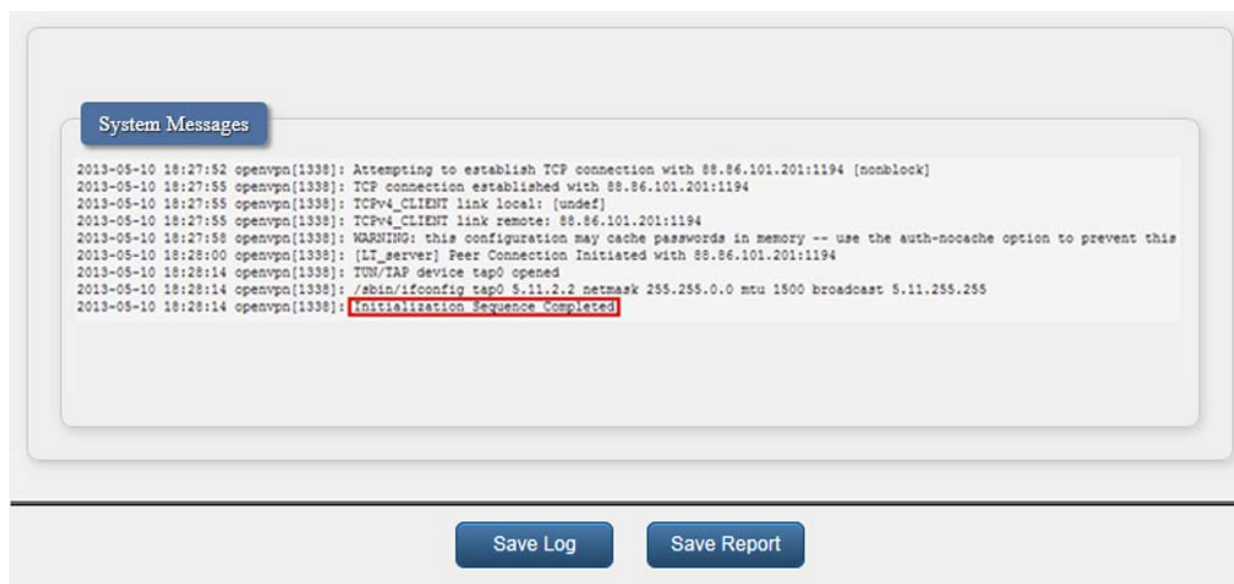 System Messages
2013-05-10 18:27:52 openvpn[1338]: Attempting to establish TCP connection with 88.86.101.201:1194 [nonblock]
2013-05-10 18:27:55 openvpn[1338]: TCP connection established with 88.86.101.201:1194
2013-05-10 18:27:55 openvpn[1338]: TCPv4_CLIENT link local: [undef]
2013-05-10 18:27:55 openvpn[1338]: TCPv4_CLIENT link remote: 88.86.101.201:1194
2013-05-10 18:27:58 openvpn[1338]: WARNING: this configuration may cache passwords in memory -- use the auth-nocache option to prevent this
2013-05-10 18:28:00 openvpn[1338]: [LT_server] Peer Connection Initiated with 88.86.101.201:1194
2013-05-10 18:28:14 openvpn[1338]: TUN/TAP device tap0 opened
2013-05-10 18:28:14 openvpn[1338]: /sbin/ifconfig tap0 5.11.2.2 netmask 255.255.0.0 mtu 1500 broadcast 5.11.255.255
2013-05-10 18:28:14 openvpn[1338]: Initialization Sequence Completed
Save Log
Save Report